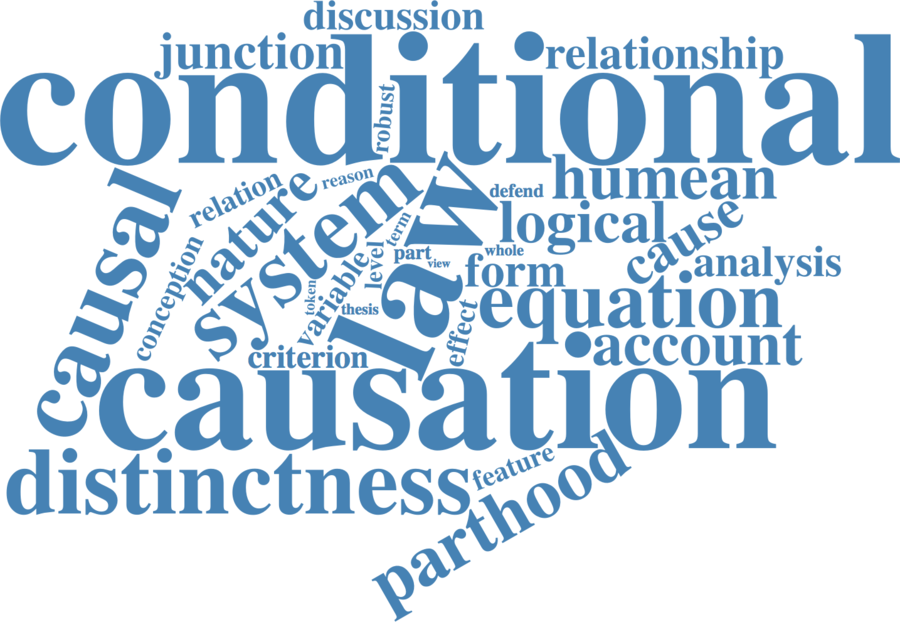 discussion
junction
relationship
conditional
robust
humean
relation
reason
defend
nature
system
law
logical
cause
causal
conception
term
level
part
view
whole
form
analysis
token
variable
thesis
equation
effect
criterion
account
causation
distinctness
feature
parthood